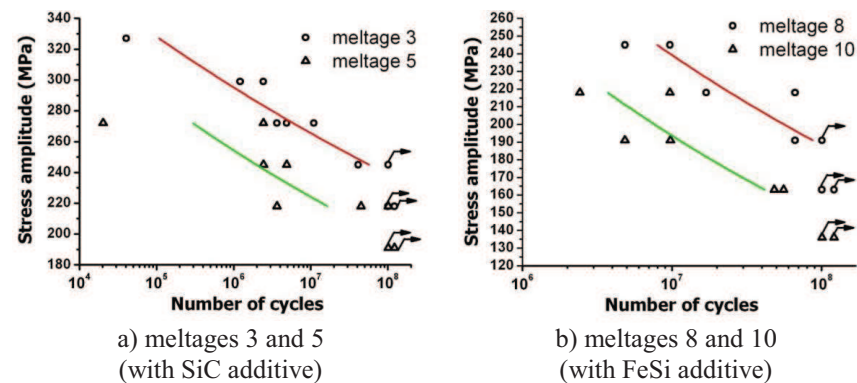 a)
meltage 3
meltage 5
340
320
300
280
260
240
220
200
180
Stress amplitude (MPa)
10^4
10^5
10^6
10^7
10^8
Number of cycles
a) meltages 3 and 5
(with SiC additive)
b)
meltage 8
meltage 10
260
250
240
230
220
210
200
190
180
170
160
150
140
130
120
Stress amplitude (MPa)
10^6
10^7
10^8
Number of cycles
b) meltages 8 and 10
(with FeSi additive)